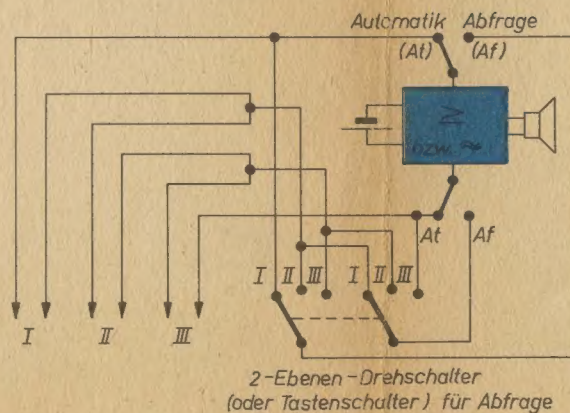 Automatik Abfrage
(At) (Af)
bzw.
At Af
I II III I II III
I II III
2-Ebenen-Drehschalter
(oder Tastenschalter) für Abfrage